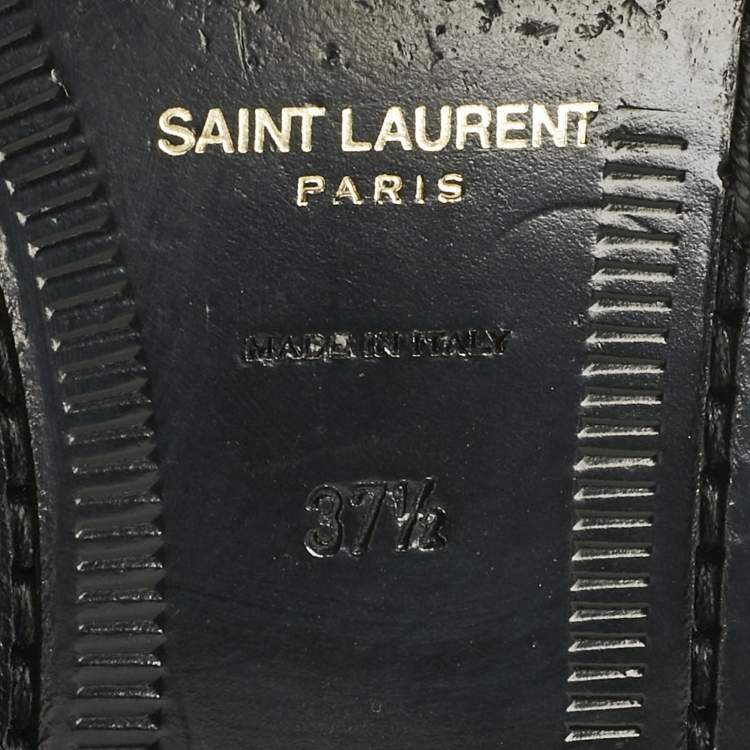 SAINT LAURENT
PARIS
MADE IN ITALY
37½